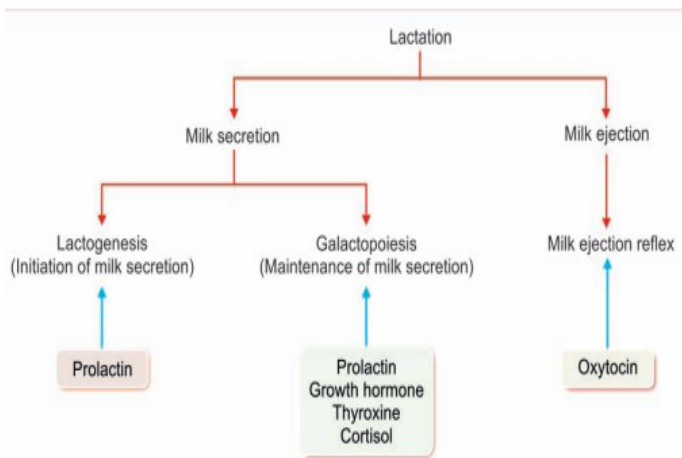 Lactation
Milk secretion
Milk ejection
Lactogenesis
(Initiation of milk secretion)
Galactopoiesis
(Maintenance of milk secretion)
Milk ejection reflex
Prolactin
Prolactin
Growth hormone
Thyroxine
Cortisol
Oxytocin